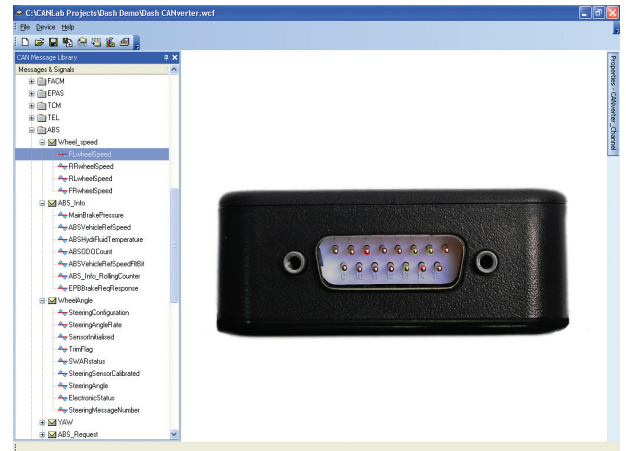 C:\CANLab Projects\Dash Demo\Dash CANverter.wcf
File Device Help
CAN Message Library
Messages & Signals
FACM
EPAS
TCM
TEL
ABS
Wheel_speed
FLwheelSpeed
RRwheelSpeed
RLwheelSpeed
FRwheelSpeed
ABS_Info
MainBrakePressure
ABSVehicleRefSpeed
ABSHydrFluidTemperature
ABSODOCount
ABSVehicleRefSpeedFltBit
ABS_Info_RollingCounter
EPBBrakeReqResponse
WheelAngle
SteeringConfiguration
SteeringAngleRate
SensorInitialised
TrimFlag
SWARstatus
SteeringSensorCalibrated
SteeringAngle
ElectronicStatus
SteeringMessageNumber
YAW
ABS_Request
Properties - CANverter_Channel